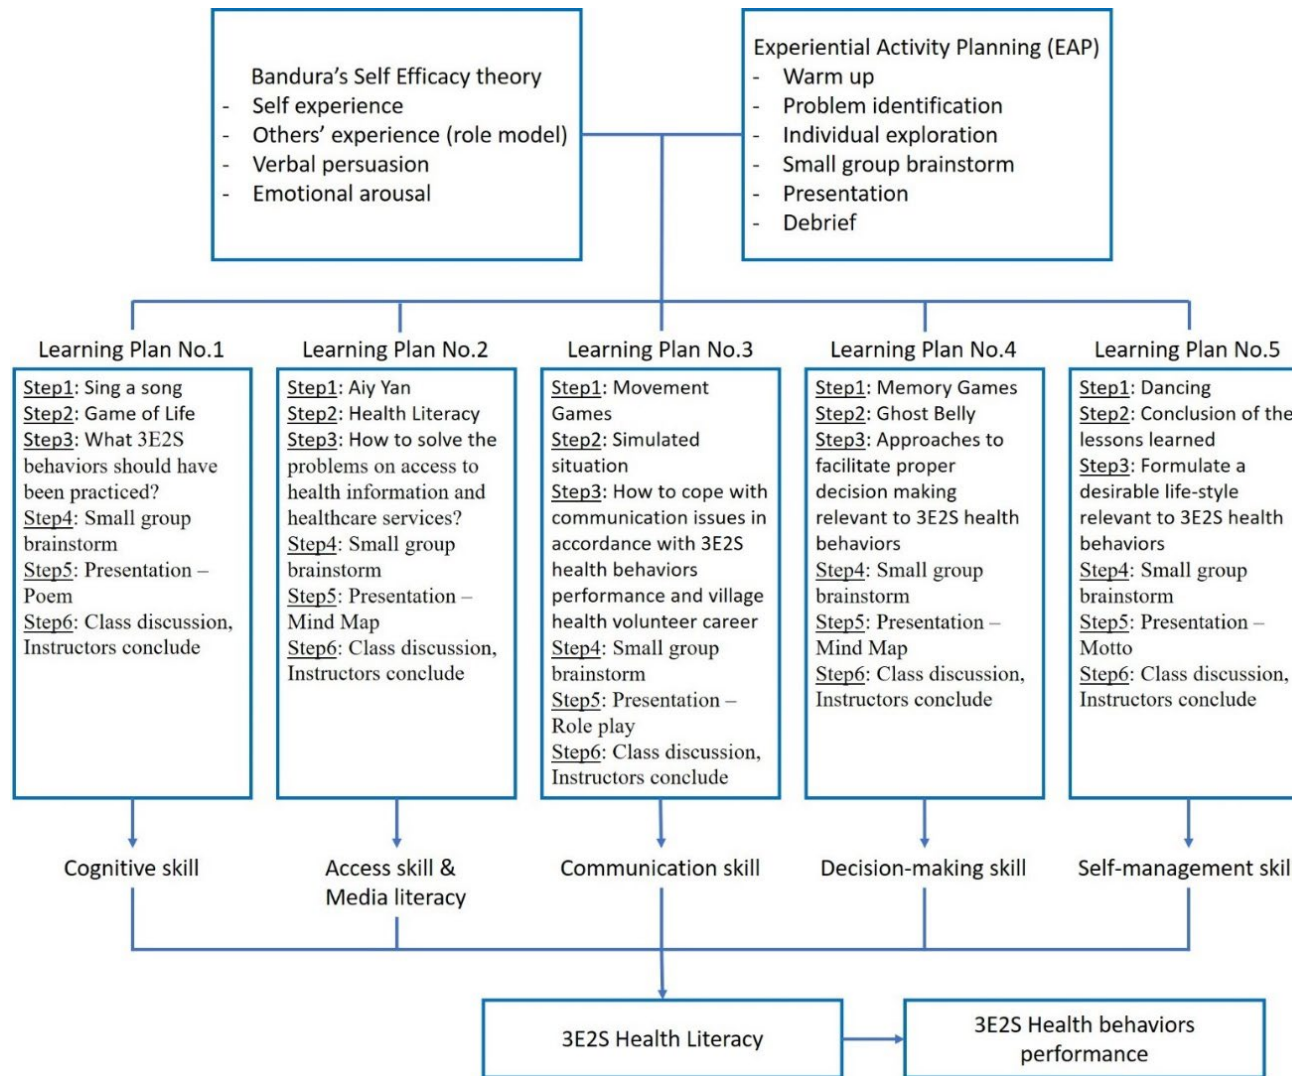 Bandura's Self Efficacy theory
- Self experience
- Others' experience (role model)
- Verbal persuasion
- Emotional arousal
Experiential Activity Planning (EAP)
- Warm up
- Problem identification
- Individual exploration
- Small group brainstorm
- Presentation
- Debrief
Learning Plan No.1
Step1: Sing a song
Step2: Game of Life
Step3: What 3E2S
behaviors should have
been practiced?
Step4: Small group
brainstorm
Step5: Presentation –
Poem
Step6: Class discussion,
Instructors conclude
Cognitive skill
Learning Plan No.2
Step1: Aiy Yan
Step2: Health Literacy
Step3: How to solve the
problems on access to
health information and
healthcare services?
Step4: Small group
brainstorm
Step5: Presentation –
Mind Map
Step6: Class discussion,
Instructors conclude
Access skill &
Media literacy
Learning Plan No.3
Step1: Movement
Games
Step2: Simulated
situation
Step3: How to cope with
communication issues in
accordance with 3E2S
health behaviors
performance and village
health volunteer career
Step4: Small group
brainstorm
Step5: Presentation –
Role play
Step6: Class discussion,
Instructors conclude
Communication skill
Learning Plan No.4
Step1: Memory Games
Step2: Ghost Belly
Step3: Approaches to
facilitate proper
decision making
relevant to 3E2S health
behaviors
Step4: Small group
brainstorm
Step5: Presentation –
Mind Map
Step6: Class discussion,
Instructors conclude
Decision-making skill
Learning Plan No.5
Step1: Dancing
Step2: Conclusion of the
lessons learned
Step3: Formulate a
desirable life-style
relevant to 3E2S health
behaviors
Step4: Small group
brainstorm
Step5: Presentation –
Motto
Step6: Class discussion,
Instructors conclude
Self-management skil
3E2S Health Literacy
3E2S Health behaviors
performance